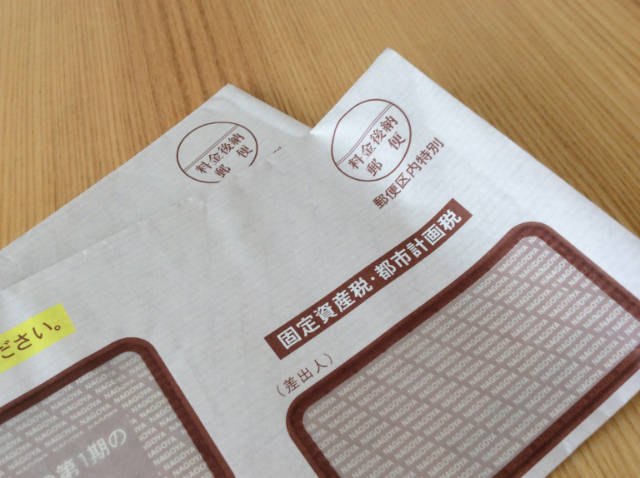 料金後納
郵便
料金後納
郵便
郵便区内特別
固定資産税・都市計画税
(差出人)
ださい。
第1期の
NAGOYA